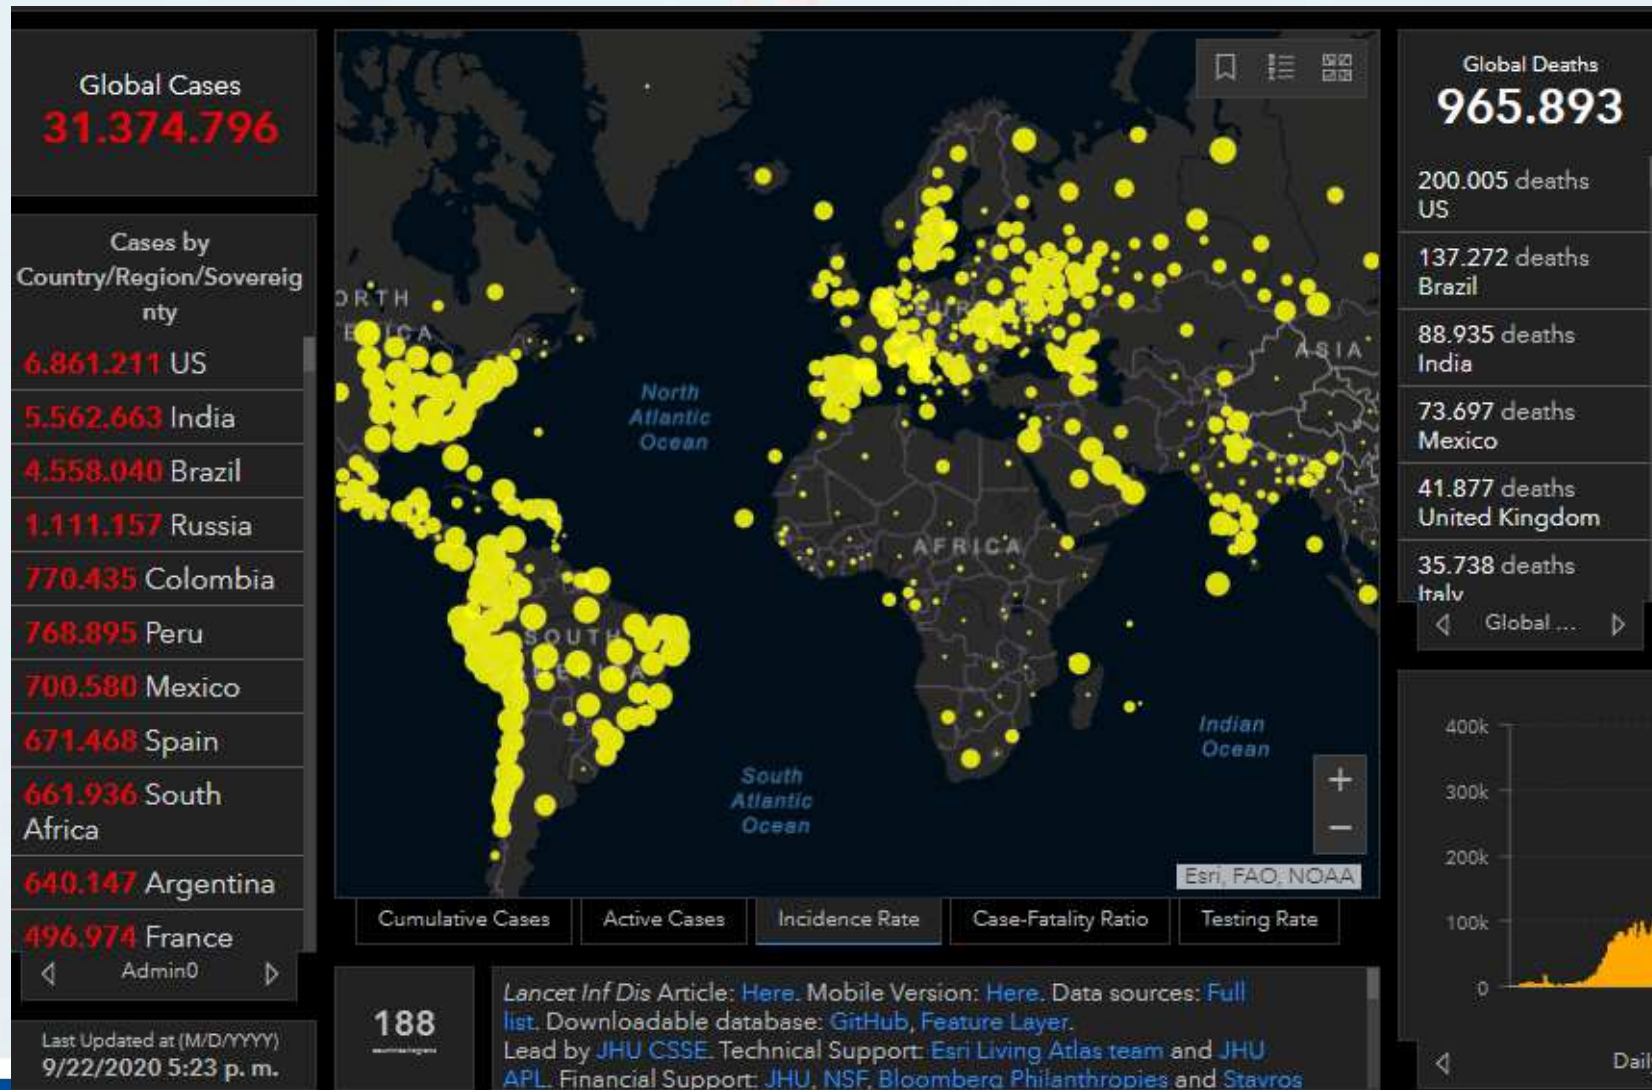 Global Cases
31.374.796
Cases by
Country/Region/Sovereig
nty
6.861.211 US
5.562.663 India
4.558.040 Brazil
1.111.157 Russia
770.435 Colombia
768.895 Peru
700.580 Mexico
671.468 Spain
661.936 South
Africa
640.147 Argentina
496.974 France
Admin0
Last Updated at (M/D/YYYY)
9/22/2020 5:23 p. m.
ORTH
ERICA
North
Atlantic
Ocean
EUROPE
ASIA
AFRICA
SOUTH
AMERICA
South
Atlantic
Ocean
Indian
Ocean
+
−
Esri, FAO, NOAA
Cumulative Cases
Active Cases
Incidence Rate
Case-Fatality Ratio
Testing Rate
188
Lancet Inf Dis Article: Here. Mobile Version: Here. Data sources: Full
list. Downloadable database: GitHub, Feature Layer.
Lead by JHU CSSE. Technical Support: Esri Living Atlas team and JHU
APL. Financial Support: JHU, NSF, Bloomberg Philanthropies and Stavros
Global Deaths
965.893
200.005 deaths
US
137.272 deaths
Brazil
88.935 deaths
India
73.697 deaths
Mexico
41.877 deaths
United Kingdom
35.738 deaths
Italy
Global ...
400k
300k
200k
100k
0
Dail